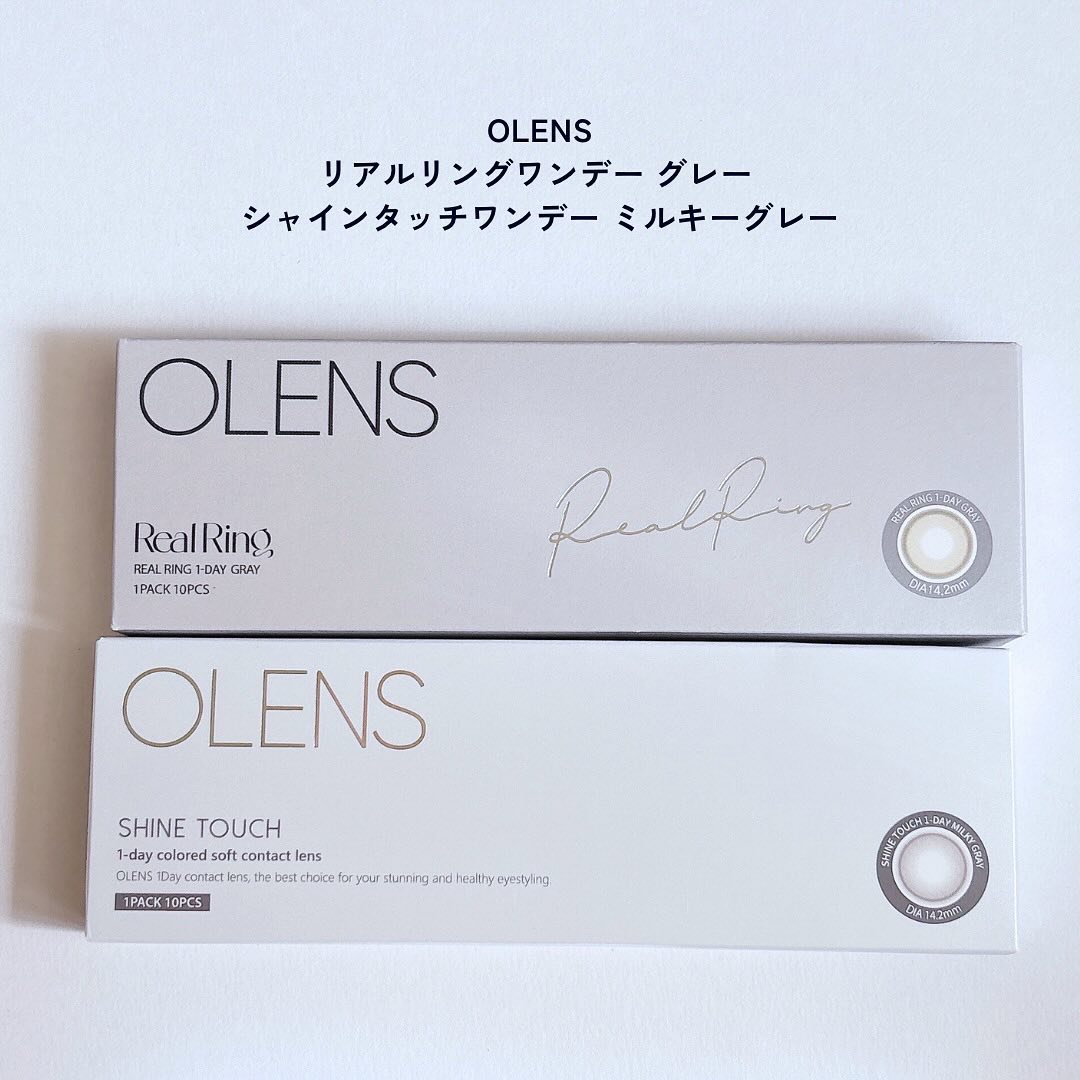 OLENS
リアルリングワンデー グレー
シャインタッチワンデー ミルキーグレー
OLENS
RealRing
Real Ring
REAL RING 1-DAY GRAY
1PACK 10PCS
REAL RING 1-DAY GRAY
DIA14.2mm
OLENS
SHINE TOUCH
1-day colored soft contact lens
OLENS 1Day contact lens, the best choice for your stunning and healthy eyestyling.
1PACK 10PCS
SHINE TOUCH 1-DAY MILKY GRAY
DIA 14.2mm